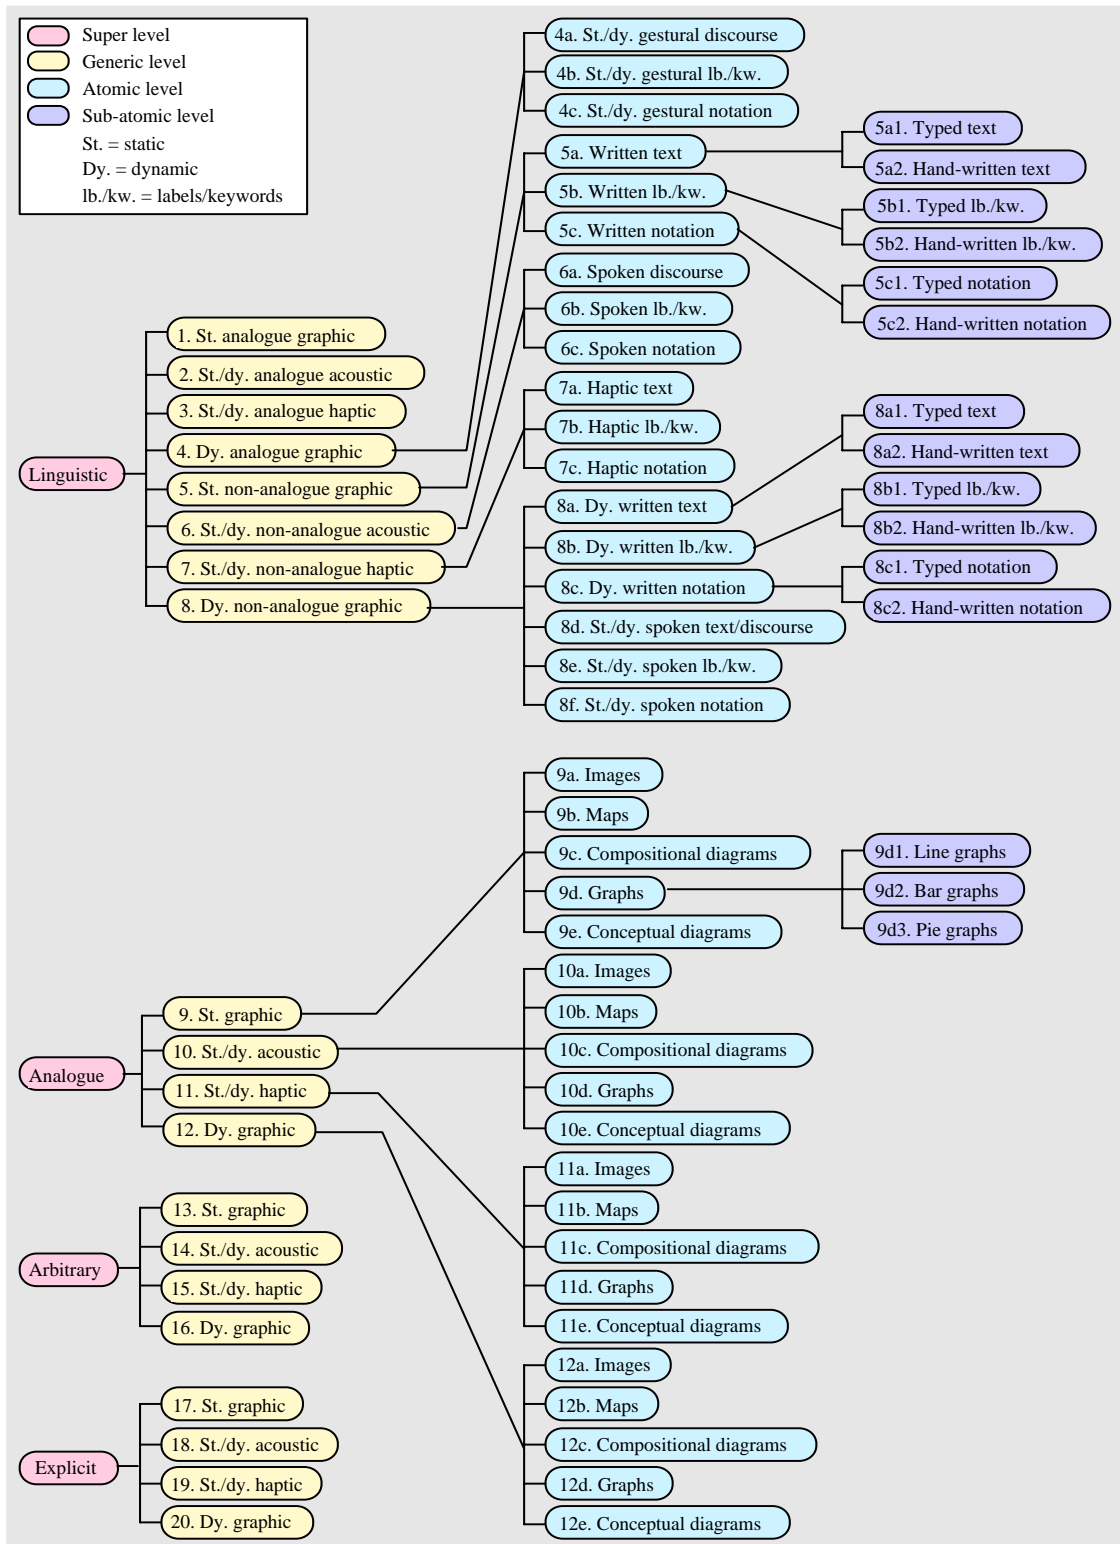 Super level
Generic level
Atomic level
Sub-atomic level
St. = static
Dy. = dynamic
lb./kw. = labels/keywords
Linguistic
1. St. analogue graphic
2. St./dy. analogue acoustic
3. St./dy. analogue haptic
4. Dy. analogue graphic
5. St. non-analogue graphic
6. St./dy. non-analogue acoustic
7. St./dy. non-analogue haptic
8. Dy. non-analogue graphic
4a. St./dy. gestural discourse
4b. St./dy. gestural lb./kw.
4c. St./dy. gestural notation
5a. Written text
5b. Written lb./kw.
5c. Written notation
6a. Spoken discourse
6b. Spoken lb./kw.
6c. Spoken notation
7a. Haptic text
7b. Haptic lb./kw.
7c. Haptic notation
8a. Dy. written text
8b. Dy. written lb./kw.
8c. Dy. written notation
8d. St./dy. spoken text/discourse
8e. St./dy. spoken lb./kw.
8f. St./dy. spoken notation
5a1. Typed text
5a2. Hand-written text
5b1. Typed lb./kw.
5b2. Hand-written lb./kw.
5c1. Typed notation
5c2. Hand-written notation
8a1. Typed text
8a2. Hand-written text
8b1. Typed lb./kw.
8b2. Hand-written lb./kw.
8c1. Typed notation
8c2. Hand-written notation
Analogue
9. St. graphic
10. St./dy. acoustic
11. St./dy. haptic
12. Dy. graphic
9a. Images
9b. Maps
9c. Compositional diagrams
9d. Graphs
9e. Conceptual diagrams
9d1. Line graphs
9d2. Bar graphs
9d3. Pie graphs
10a. Images
10b. Maps
10c. Compositional diagrams
10d. Graphs
10e. Conceptual diagrams
11a. Images
11b. Maps
11c. Compositional diagrams
11d. Graphs
11e. Conceptual diagrams
12a. Images
12b. Maps
12c. Compositional diagrams
12d. Graphs
12e. Conceptual diagrams
Arbitrary
13. St. graphic
14. St./dy. acoustic
15. St./dy. haptic
16. Dy. graphic
Explicit
17. St. graphic
18. St./dy. acoustic
19. St./dy. haptic
20. Dy. graphic